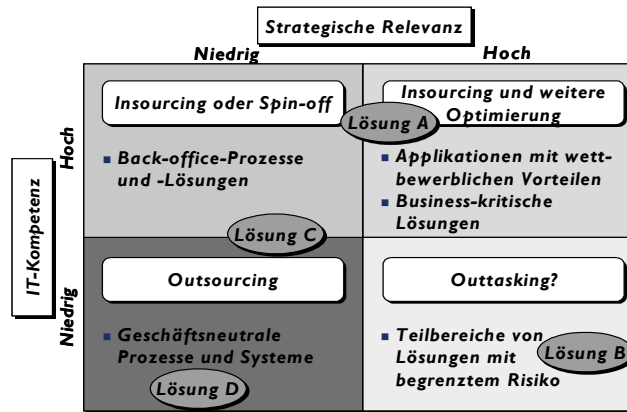 Strategische Relevanz
Niedrig
Hoch
IT-Kompetenz
Hoch
Niedrig
Insourcing oder Spin-off
Back-office-Prozesse
und -Lösungen
Insourcing und weitere
Optimierung
Lösung A
Applikationen mit wett-
bewerblichen Vorteilen
Business-kritische
Lösungen
Lösung C
Outsourcing
Geschäftsneutrale
Prozesse und Systeme
Lösung D
Outtasking?
Teilbereiche von
Lösungen mit
begrenztem Risiko
Lösung B